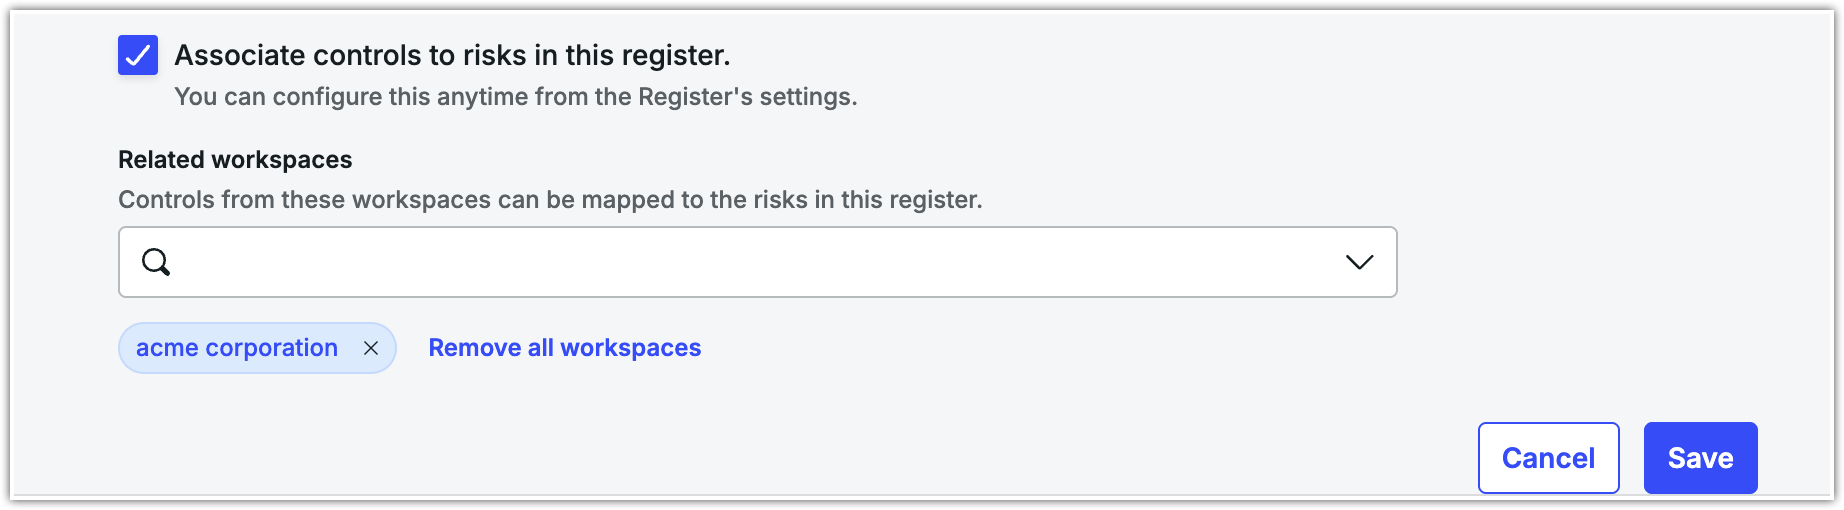 Associate controls to risks in this register.
You can configure this anytime from the Register's settings.
Related workspaces
Controls from these workspaces can be mapped to the risks in this register.
acme corporation
Remove all workspaces
Cancel
Save